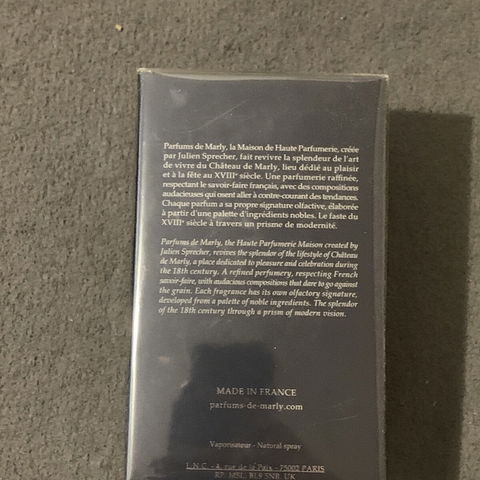 Parfums de Marly, la Maison de Haute Parfumerie, créée
par Julien Sprecher, fait revivre la splendeur de l'art
de vivre du Château de Marly, lieu dédié au plaisir
et à la fête au XVIIIᵉ siècle. Une parfumerie raffinée,
respectant le savoir-faire français, avec des compositions
audacieuses qui osent aller à contre-courant des tendances.
Chaque parfum a sa propre signature olfactive, élaborée
à partir d'une palette d'ingrédients nobles. Le faste du
XVIIIᵉ siècle à travers un prisme de modernité.
Parfums de Marly, the Haute Parfumerie Maison created by
Julien Sprecher, revives the splendor of the lifestyle of Château
de Marly, a place dedicated to pleasure and celebration during
the 18th century. A refined perfumery, respecting French
savoir-faire, with audacious compositions that dare to go against
the grain. Each fragrance has its own olfactory signature,
developed from a palette of noble ingredients. The splendor
of the 18th century through a prism of modern vision.
MADE IN FRANCE
parfums-de-marly.com
Vaporisateur - Natural spray
I.N.C. - 4, rue de la Paix - 75002 PARIS
RP: MSL: BL9 5NR, UK